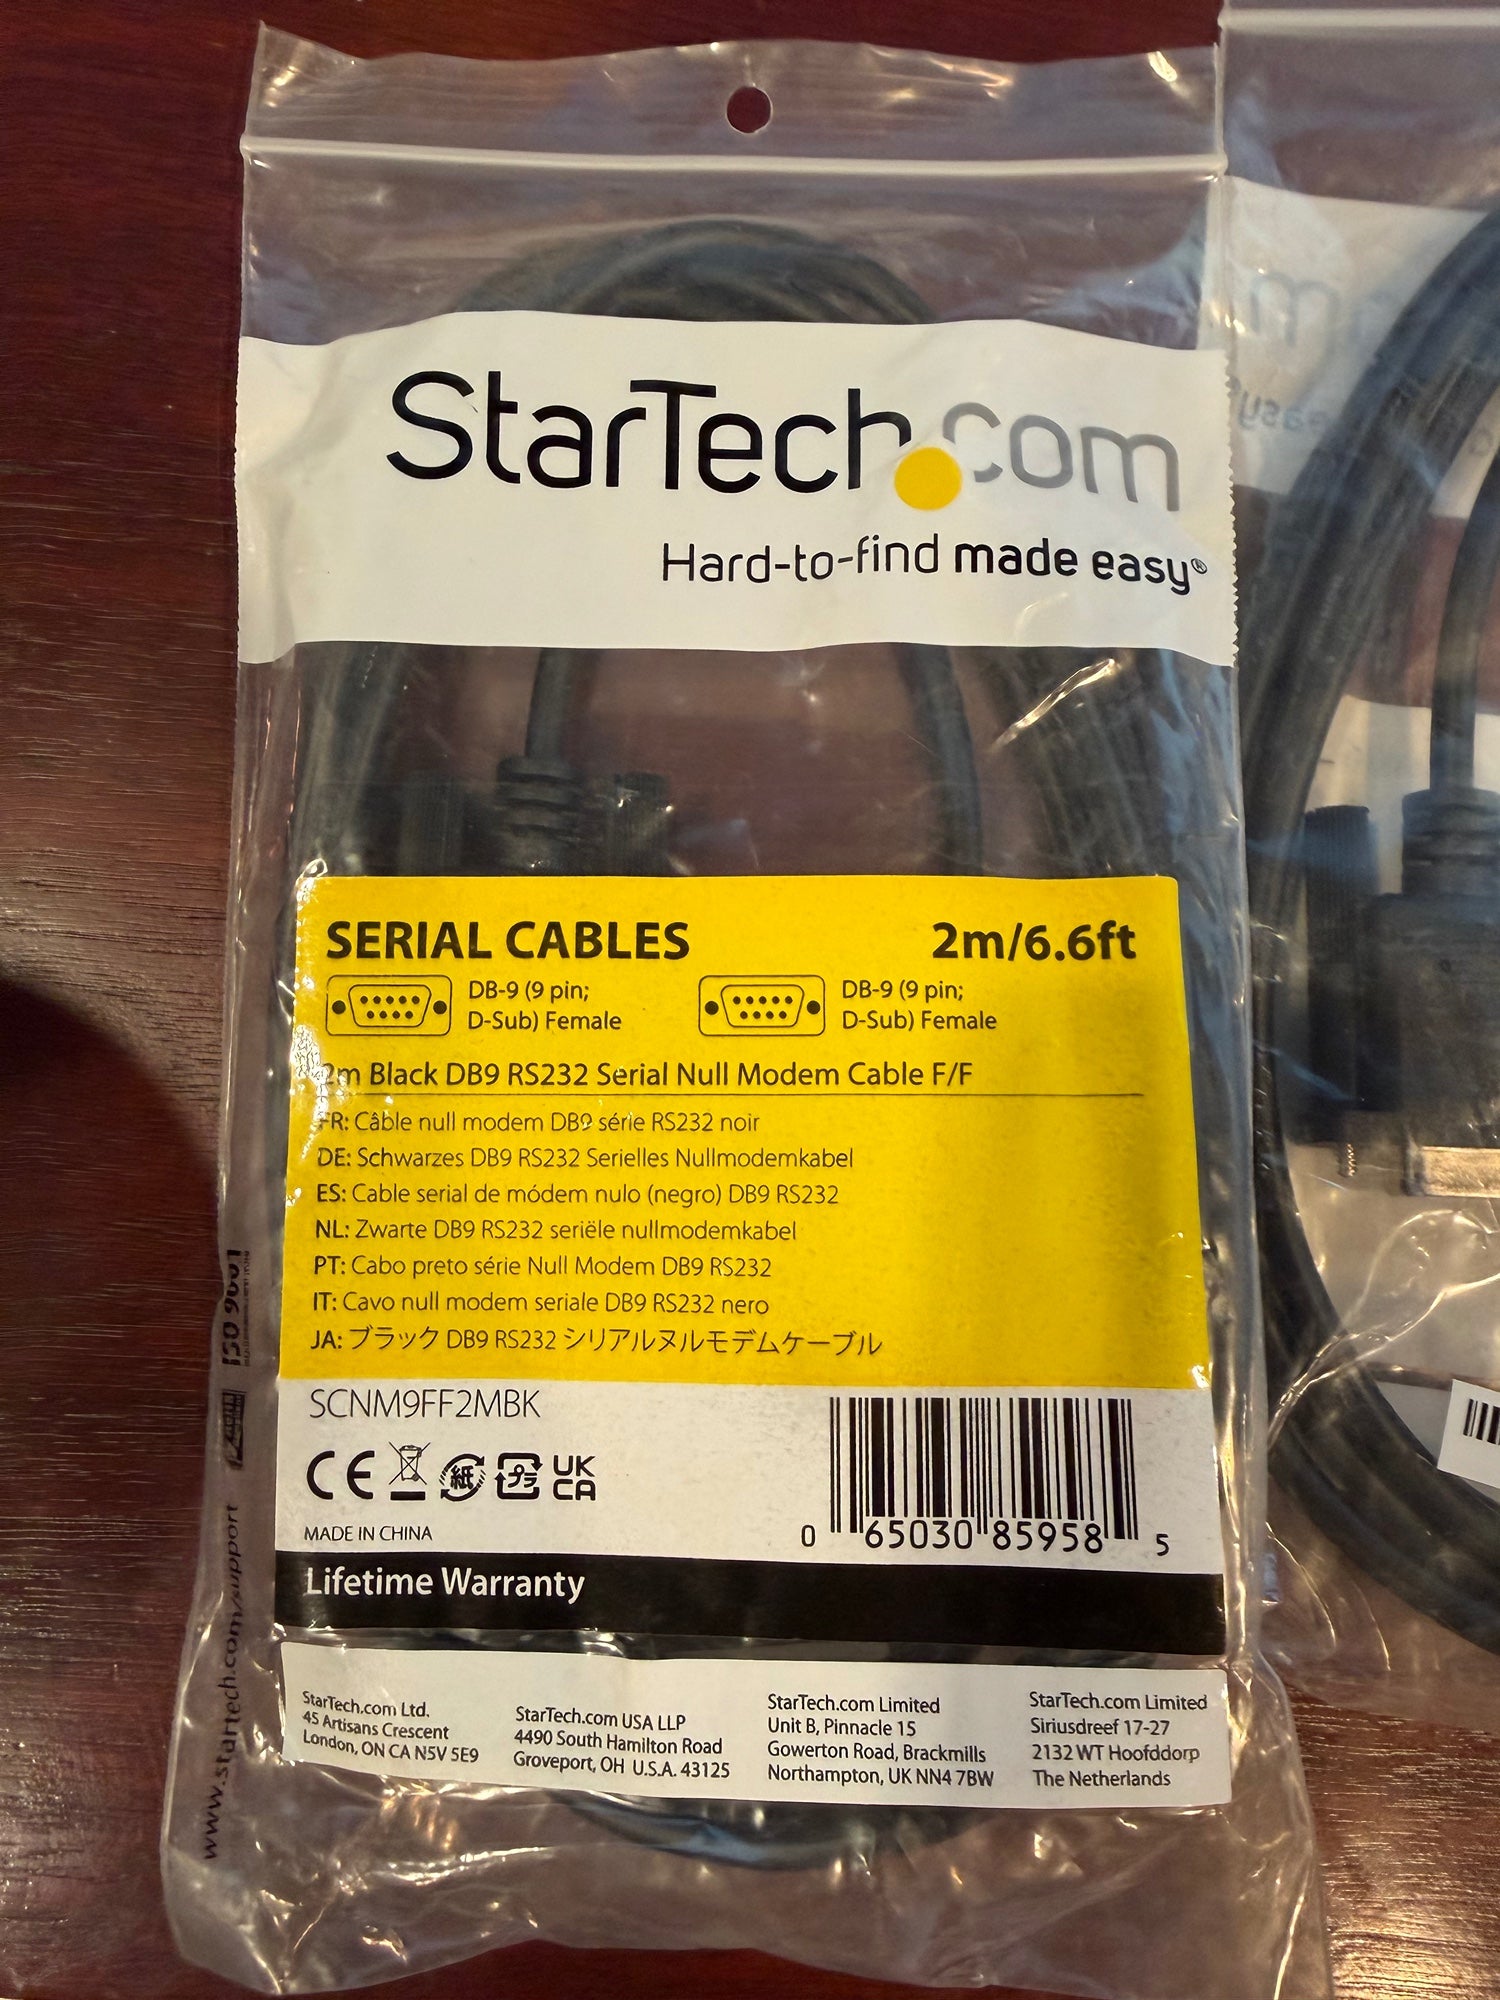 StarTech.com
Hard-to-find made easy®
SERIAL CABLES
2m/6.6ft
DB-9 (9 pin;
D-Sub) Female
DB-9 (9 pin;
D-Sub) Female
2m Black DB9 RS232 Serial Null Modem Cable F/F
FR: Câble null modem DB9 série RS232 noir
DE: Schwarzes DB9 RS232 Serielles Nullmodemkabel
ES: Cable serial de módem nulo (negro) DB9 RS232
NL: Zwarte DB9 RS232 seriële nullmodemkabel
PT: Cabo preto série Null Modem DB9 RS232
IT: Cavo null modem seriale DB9 RS232 nero
JA: ブラック DB9 RS232 シリアルヌルモデムケーブル
SCNM9FF2MBK
CE
紙
プラ
UK
CA
MADE IN CHINA
0 65030 85958 5
Lifetime Warranty
StarTech.com Ltd.
45 Artisans Crescent
London, ON CA N5V 5E9
StarTech.com USA LLP
4490 South Hamilton Road
Groveport, OH U.S.A. 43125
StarTech.com Limited
Unit B, Pinnacle 15
Gowerton Road, Brackmills
Northampton, UK NN4 7BW
StarTech.com Limited
Siriusdreef 17-27
2132 WT Hoofddorp
The Netherlands
www.startech.com/support
ISO 9001
m
easy